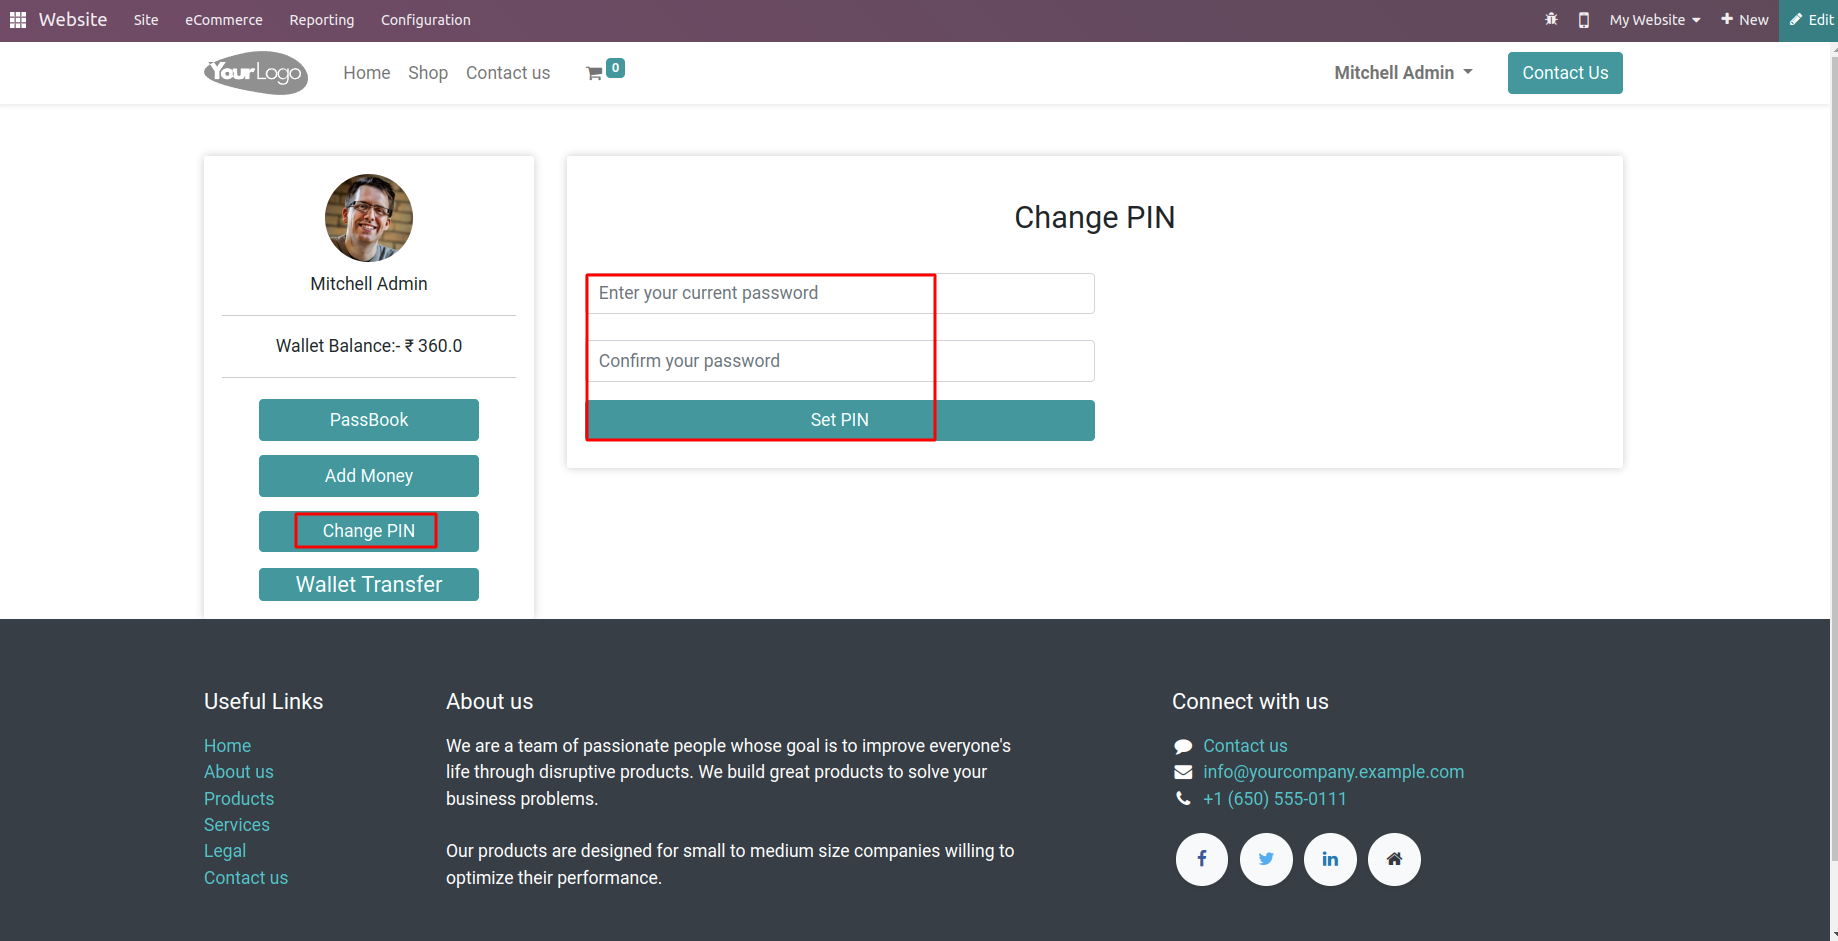 Website Site eCommerce Reporting Configuration My Website New Edit
YourLogo Home Shop Contact us 0 Mitchell Admin Contact Us
Mitchell Admin
Wallet Balance:- ₹ 360.0
PassBook
Add Money
Change PIN
Wallet Transfer
Change PIN
Enter your current password
Confirm your password
Set PIN
Useful Links
Home
About us
Products
Services
Legal
Contact us
About us
We are a team of passionate people whose goal is to improve everyone's
life through disruptive products. We build great products to solve your
business problems.
Our products are designed for small to medium size companies willing to
optimize their performance.
Connect with us
Contact us
info@yourcompany.example.com
+1 (650) 555-0111